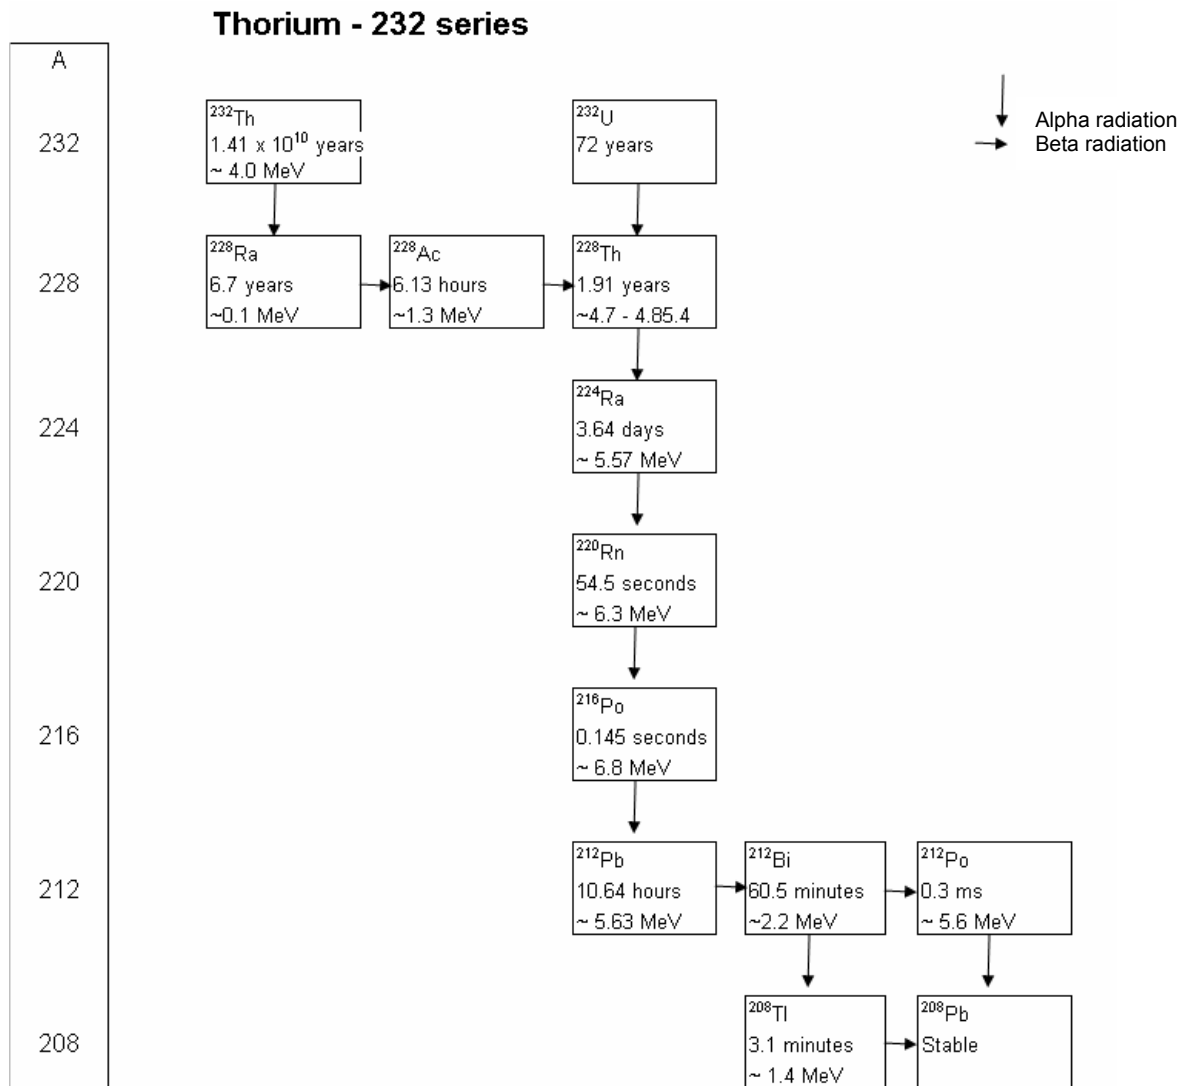 Thorium - 232 series
A
Alpha radiation
Beta radiation
232
²³²Th
1.41 x 10¹⁰ years
~ 4.0 MeV
²³²U
72 years
228
²²⁸Ra
6.7 years
~0.1 MeV
²²⁸Ac
6.13 hours
~1.3 MeV
²²⁸Th
1.91 years
~4.7 - 4.85.4
224
²²⁴Ra
3.64 days
~ 5.57 MeV
220
²²⁰Rn
54.5 seconds
~ 6.3 MeV
216
²¹⁶Po
0.145 seconds
~ 6.8 MeV
212
²¹²Pb
10.64 hours
~ 5.63 MeV
²¹²Bi
60.5 minutes
~2.2 MeV
²¹²Po
0.3 ms
~ 5.6 MeV
208
²⁰⁸Tl
3.1 minutes
~ 1.4 MeV
²⁰⁸Pb
Stable